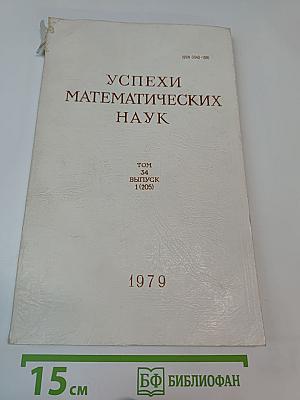 УСПЕХИ
МАТЕМАТИЧЕСКИХ
НАУК
ТОМ
34
ВЫПУСК
1(205)
1979
15 см
БФ БИБЛИОФАН